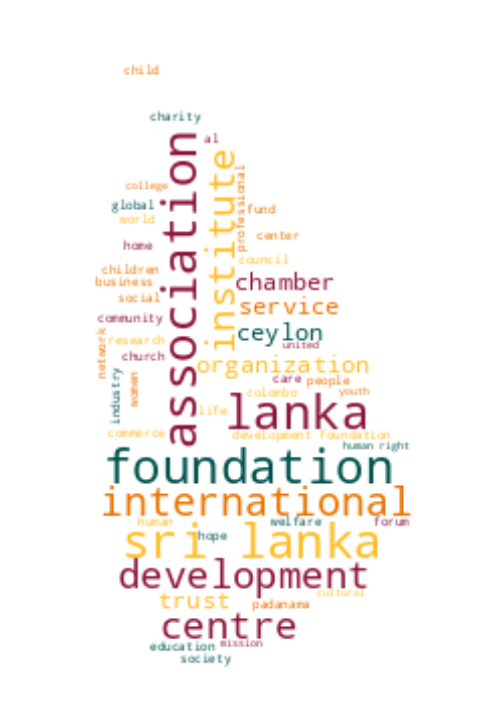 child
charity
association
al
institute
professional
college
global
fund
world
center
home
council
children
business
chamber
social
service
community
ceylon
network
research
united
church
organization
industry
women
care
people
colombo
youth
life
lanka
commerce
development foundation
human right
foundation
international
human
welfare
forum
hope
sri lanka
development
cultural
trust
padanama
centre
education
mission
society